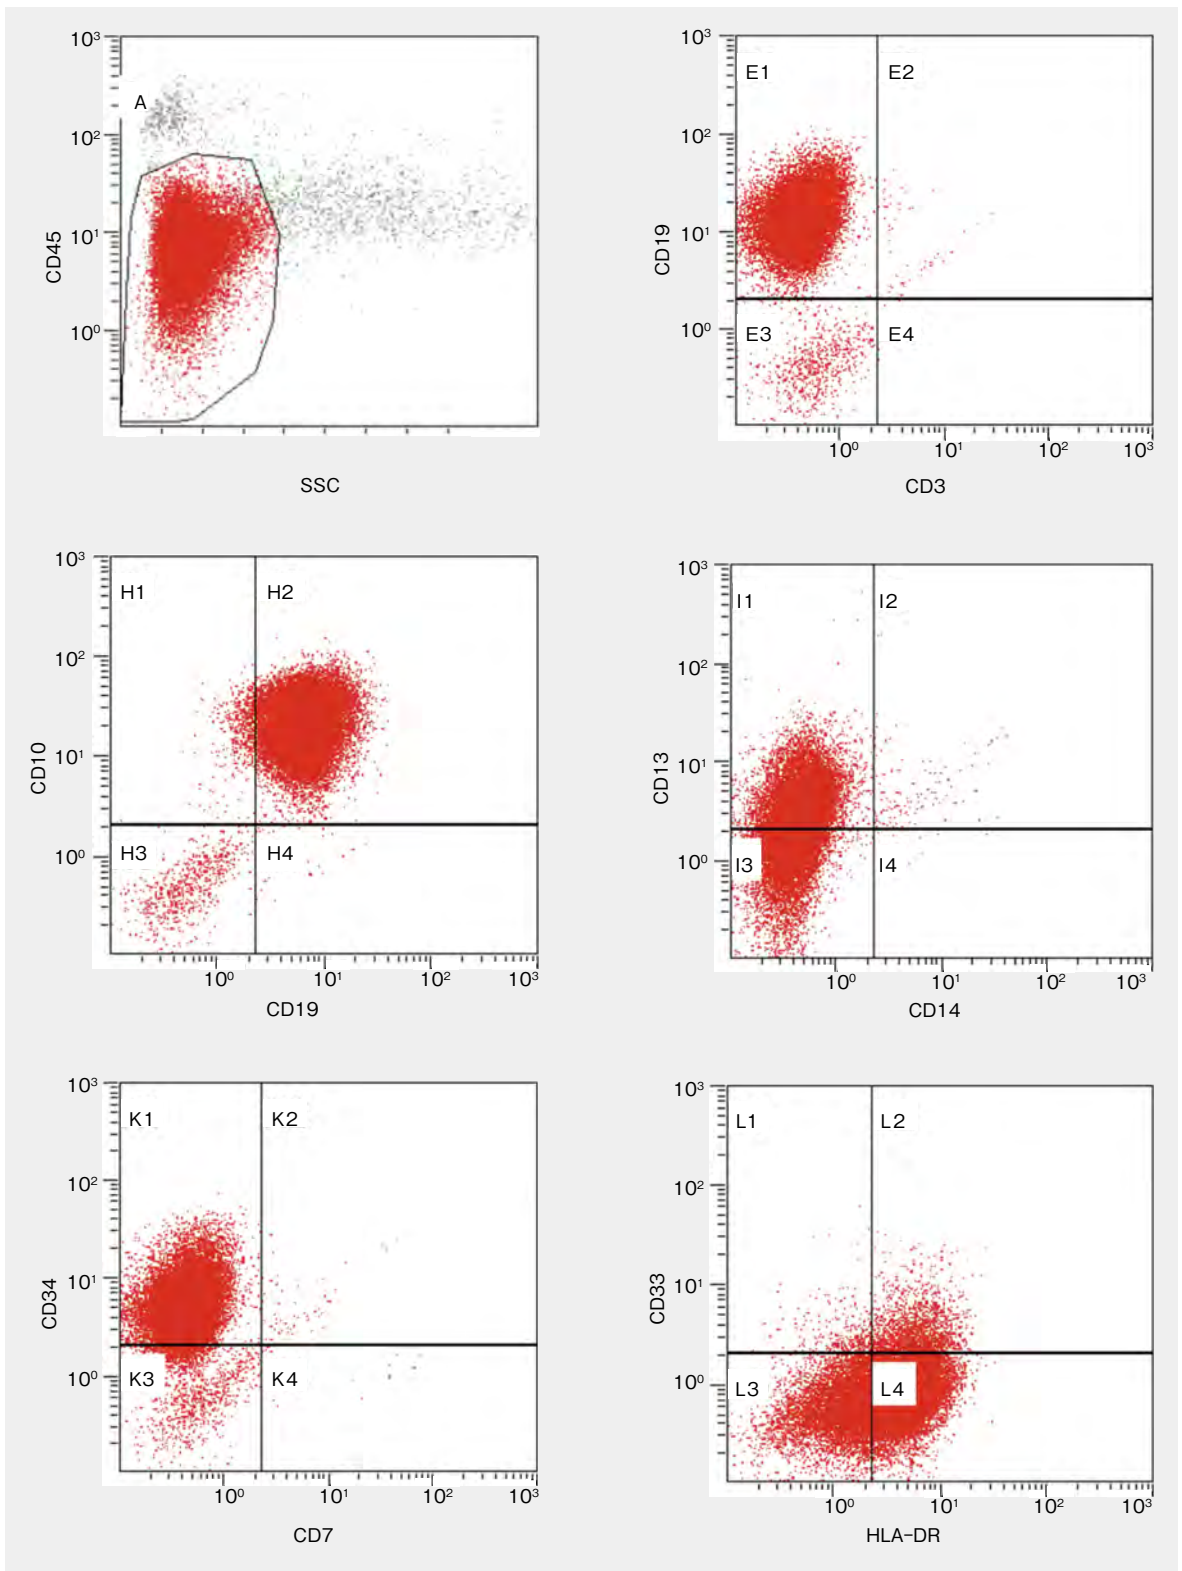 10³
A
10²
10¹
10⁰
CD45
SSC
10³
E1
E2
10²
10¹
10⁰
E3
E4
CD19
10⁰
10¹
10²
10³
CD3
10³
H1
H2
10²
10¹
10⁰
H3
H4
CD10
10⁰
10¹
10²
10³
CD19
10³
I1
I2
10²
10¹
10⁰
I3
I4
CD13
10⁰
10¹
10²
10³
CD14
10³
K1
K2
10²
10¹
10⁰
K3
K4
CD34
10⁰
10¹
10²
10³
CD7
10³
L1
L2
10²
10¹
10⁰
L3
L4
CD33
10⁰
10¹
10²
10³
HLA-DR